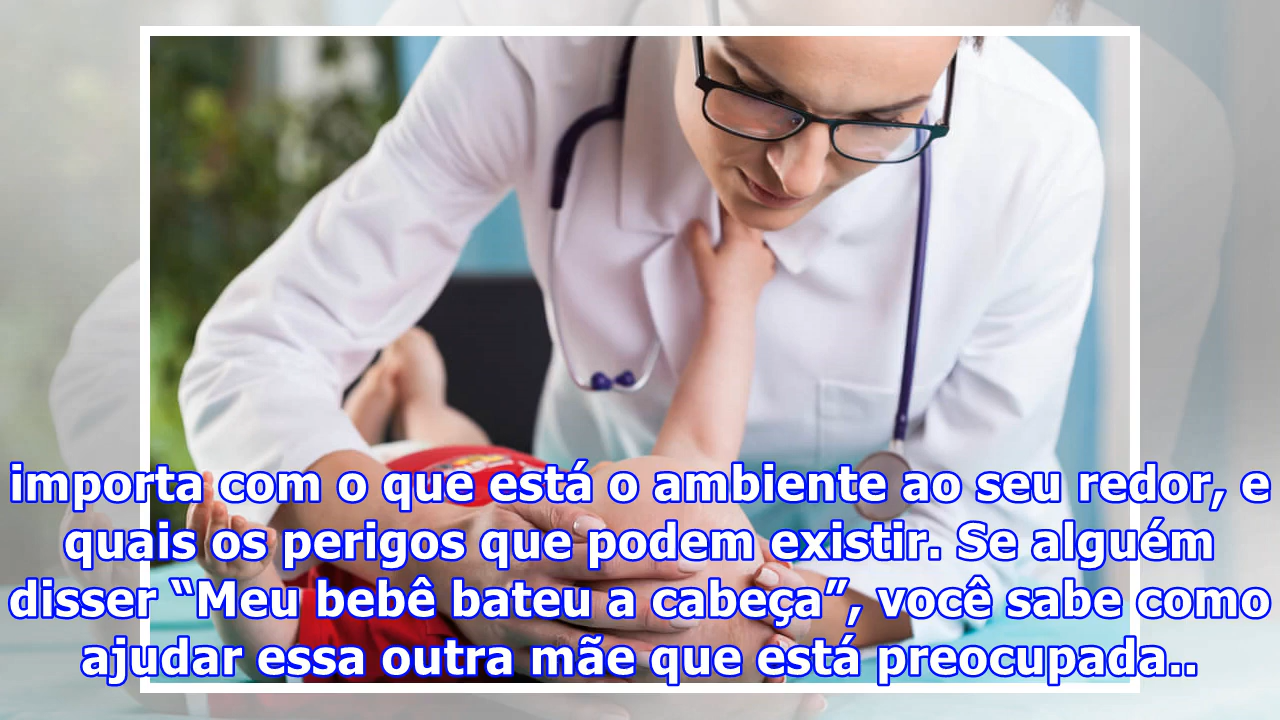 importa com o que está o ambiente ao seu redor, e
quais os perigos que podem existir. Se alguém
disser “Meu bebê bateu a cabeça”, você sabe como
ajudar essa outra mãe que está preocupada..